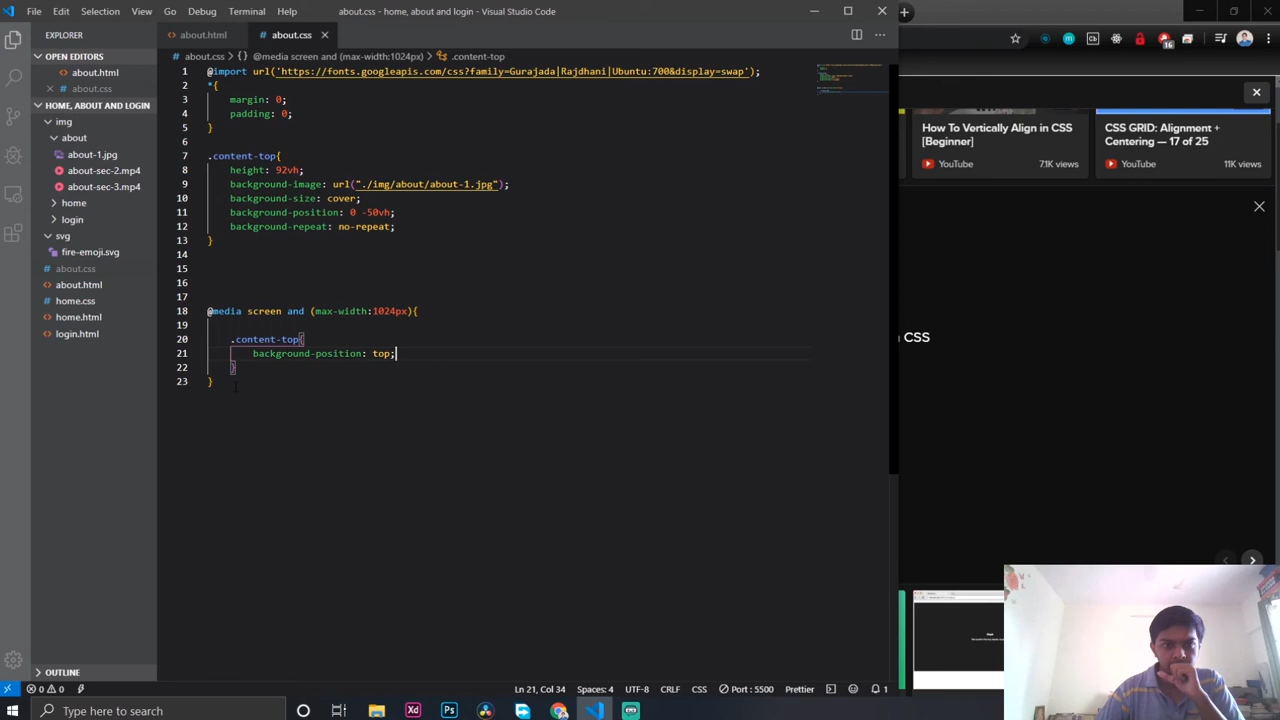 File Edit Selection View Go Debug Terminal Help
about.css - home, about and login - Visual Studio Code
EXPLORER
about.html
about.css
OPEN EDITORS
about.html
about.css
HOME, ABOUT AND LOGIN
img
about
about-1.jpg
about-sec-2.mp4
about-sec-3.mp4
home
login
svg
fire-emoji.svg
about.css
about.html
home.css
home.html
login.html
OUTLINE
about.css > {} @media screen and (max-width:1024px) > .content-top
1 @import url('https://fonts.googleapis.com/css?family=Gurajada|Rajdhani|Ubuntu:700&display=swap');
2 *{
3 margin: 0;
4 padding: 0;
5 }
6
7 .content-top{
8 height: 92vh;
9 background-image: url("./img/about/about-1.jpg");
10 background-size: cover;
11 background-position: 0 -50vh;
12 background-repeat: no-repeat;
13 }
14
15
16
17
18 @media screen and (max-width:1024px){
19
20 .content-top{
21 background-position: top;
22 }
23 }
0 0
Ln 21, Col 34 Spaces: 4 UTF-8 CRLF CSS Port : 5500 Prettier 1
16
How To Vertically Align in CSS
[Beginner]
YouTube 7.1K views
CSS GRID: Alignment +
Centering — 17 of 25
YouTube 11K views
CSS
Type here to search
Xd Ps